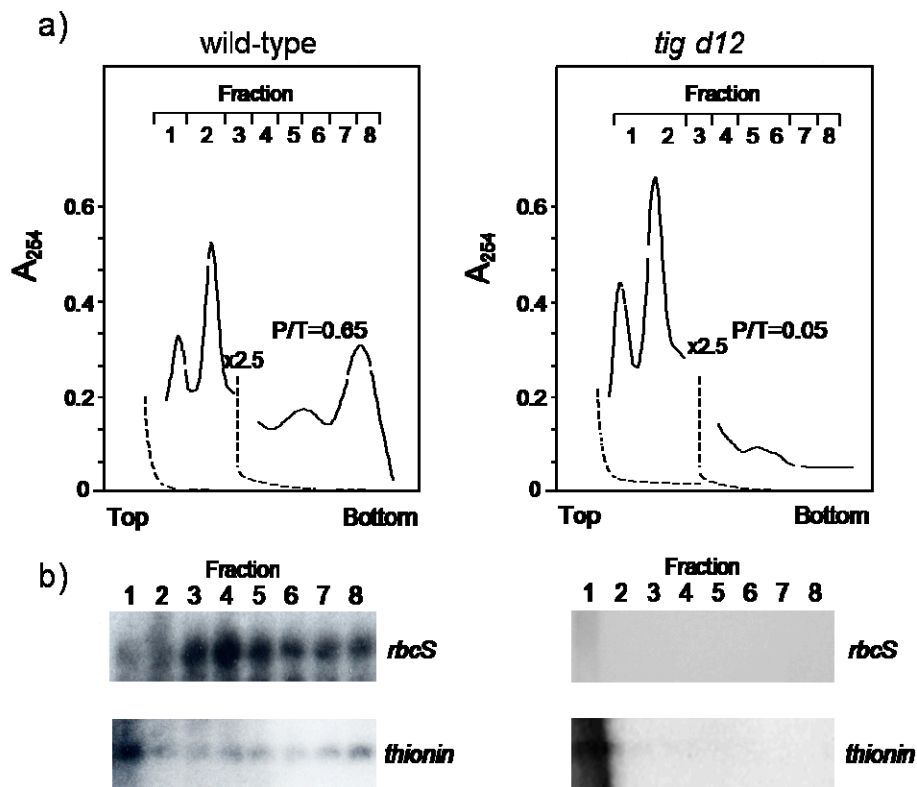 a)
wild-type
tig d12
Fraction
1 2 3 4 5 6 7 8
Fraction
1 2 3 4 5 6 7 8
0.6
0.4
0.2
0
A254
P/T=0.65
x2.5
Top Bottom
0.6
0.4
0.2
0
A254
P/T=0.05
x2.5
Top Bottom
b)
Fraction
1 2 3 4 5 6 7 8
rbcS
thionin
Fraction
1 2 3 4 5 6 7 8
rbcS
thionin